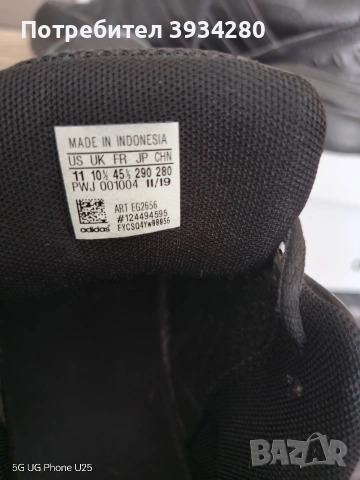 Потребител 3934280
MADE IN INDONESIA
US UK FR JP CHN
11 10½ 45⅓ 290 280
PWJ 001004 11/19
ART EG2656
#124494595
adidas
5G UG Phone U25
BAZAR